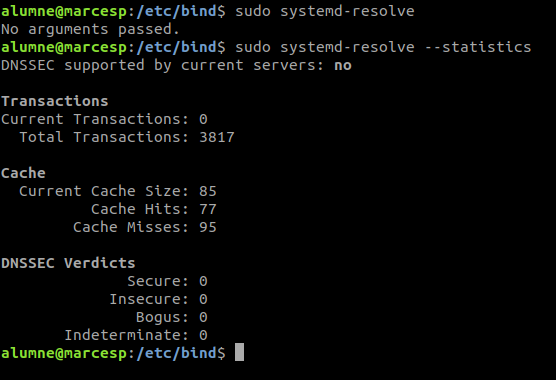 alumne@marcesp:/etc/bind$ sudo systemd-resolve
No arguments passed.
alumne@marcesp:/etc/bind$ sudo systemd-resolve --statistics
DNSSEC supported by current servers: no
Transactions
Current Transactions: 0
Total Transactions: 3817
Cache
Current Cache Size: 85
Cache Hits: 77
Cache Misses: 95
DNSSEC Verdicts
Secure: 0
Insecure: 0
Bogus: 0
Indeterminate: 0
alumne@marcesp:/etc/bind$